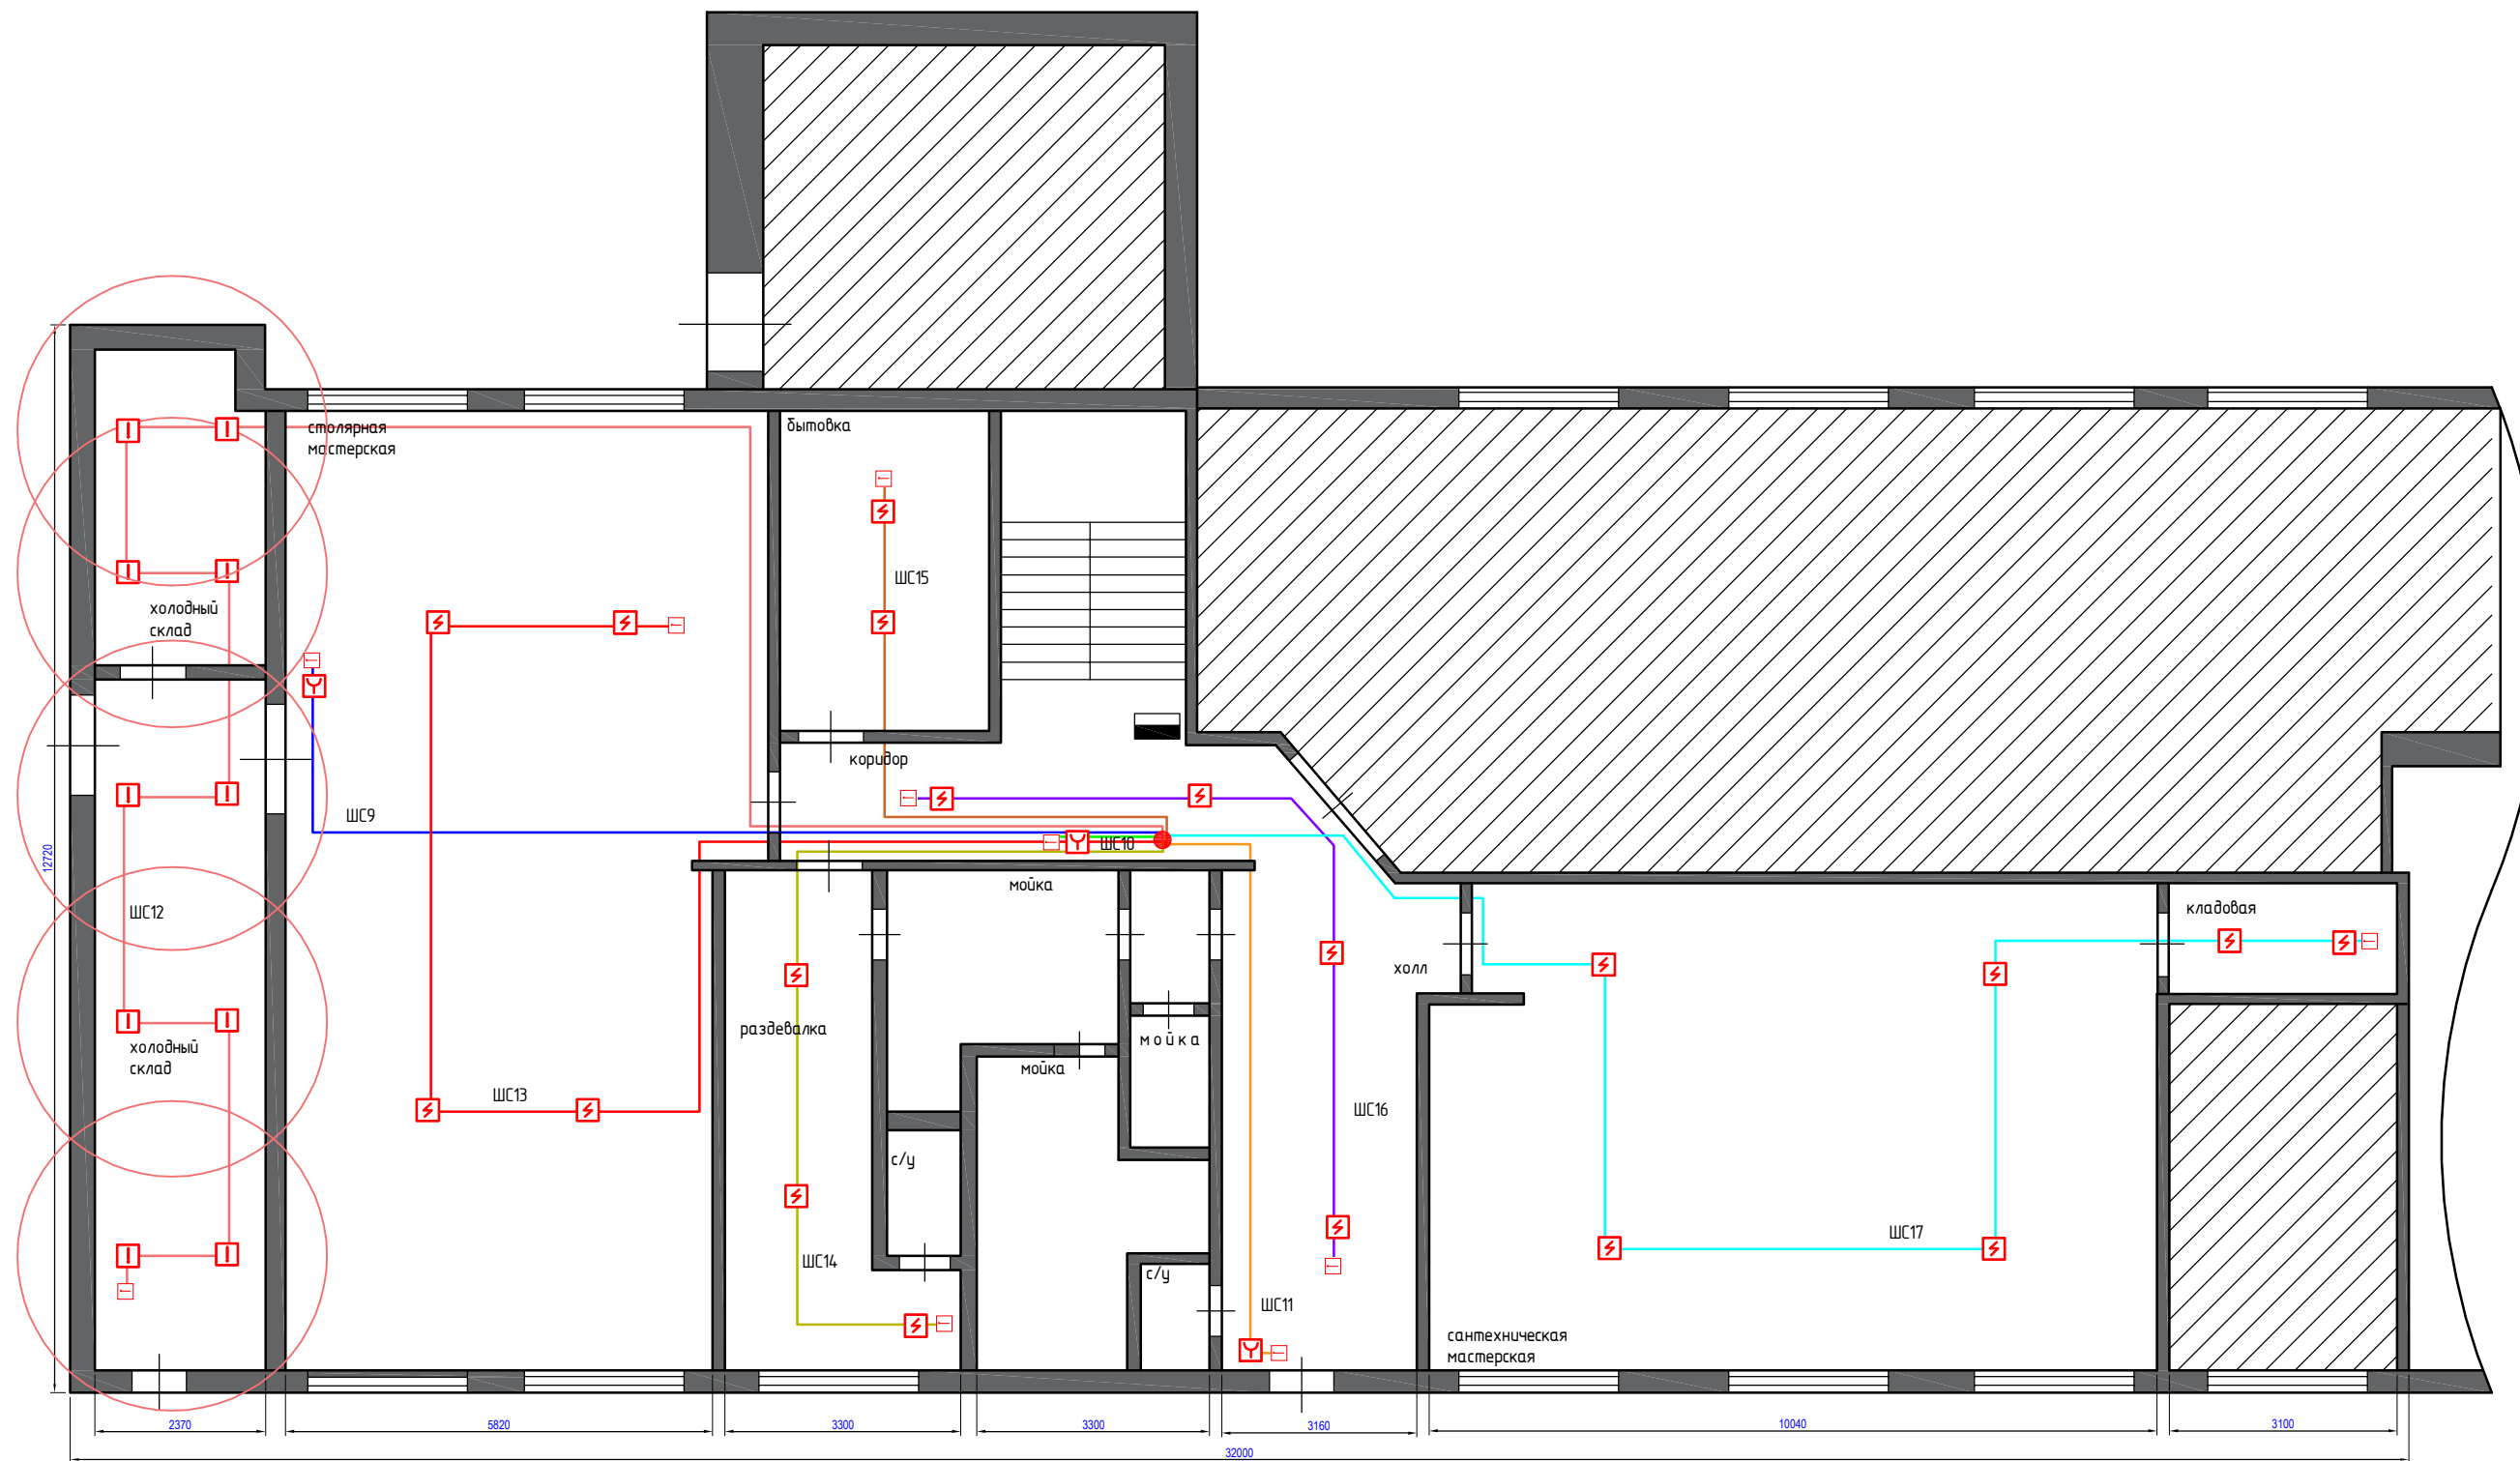 столярная
мастерская
бытовка
ШС15
холодный
склад
коридор
ШС9
ШС10
12720
мойка
ШС12
кладовая
холл
раздевалка
мойка
холодный
склад
мойка
ШС13
ШС16
с/у
ШС17
ШС14
с/у
ШС11
сантехническая
мастерская
2370
5820
3300
3300
3160
10040
3100
32000